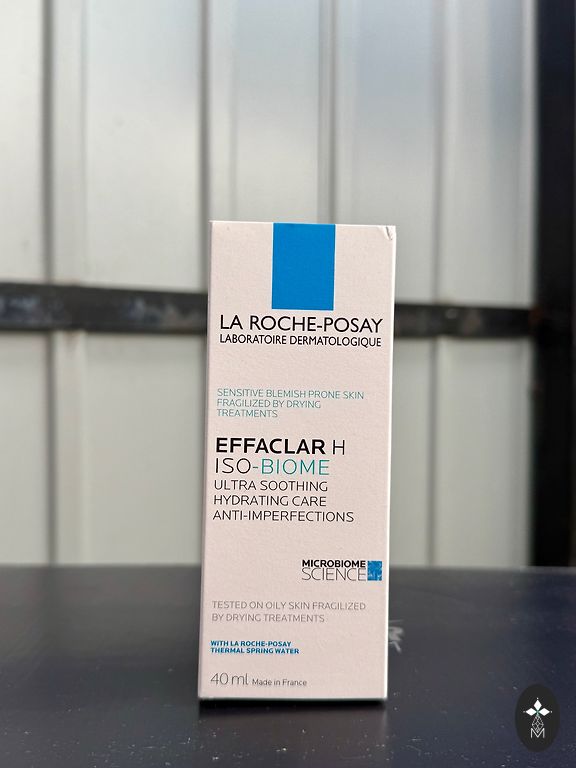 LA ROCHE-POSAY
LABORATOIRE DERMATOLOGIQUE
SENSITIVE BLEMISH PRONE SKIN
FRAGILIZED BY DRYING
TREATMENTS
EFFACLAR H
ISO-BIOME
ULTRA SOOTHING
HYDRATING CARE
ANTI-IMPERFECTIONS
MICROBIOME
SCIENCE
TESTED ON OILY SKIN FRAGILIZED
BY DRYING TREATMENTS
WITH LA ROCHE-POSAY
THERMAL SPRING WATER
40 ml Made in France
M